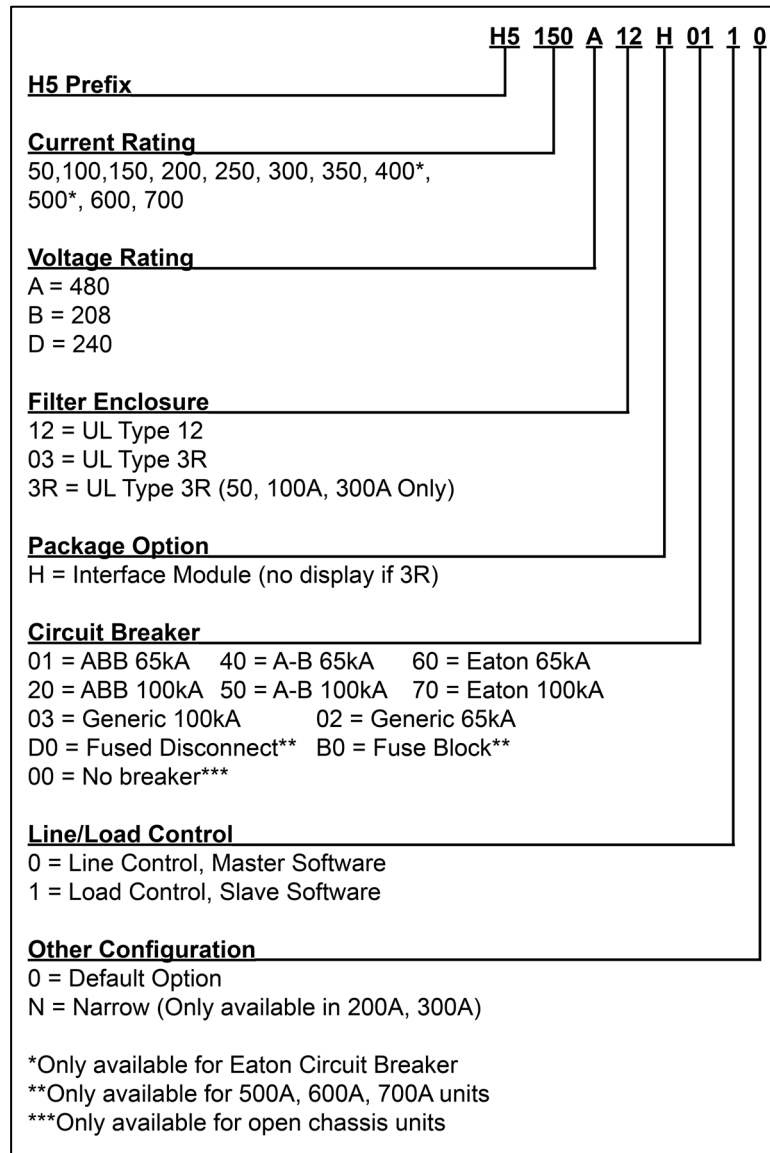 H5 150 A 12 H 01 1 0
H5 Prefix
Current Rating
50,100,150, 200, 250, 300, 350, 400*,
500*, 600, 700
Voltage Rating
A = 480
B = 208
D = 240
Filter Enclosure
12 = UL Type 12
03 = UL Type 3R
3R = UL Type 3R (50, 100A, 300A Only)
Package Option
H = Interface Module (no display if 3R)
Circuit Breaker
01 = ABB 65kA 40 = A-B 65kA 60 = Eaton 65kA
20 = ABB 100kA 50 = A-B 100kA 70 = Eaton 100kA
03 = Generic 100kA 02 = Generic 65kA
D0 = Fused Disconnect** B0 = Fuse Block**
00 = No breaker***
Line/Load Control
0 = Line Control, Master Software
1 = Load Control, Slave Software
Other Configuration
0 = Default Option
N = Narrow (Only available in 200A, 300A)
*Only available for Eaton Circuit Breaker
**Only available for 500A, 600A, 700A units
***Only available for open chassis units